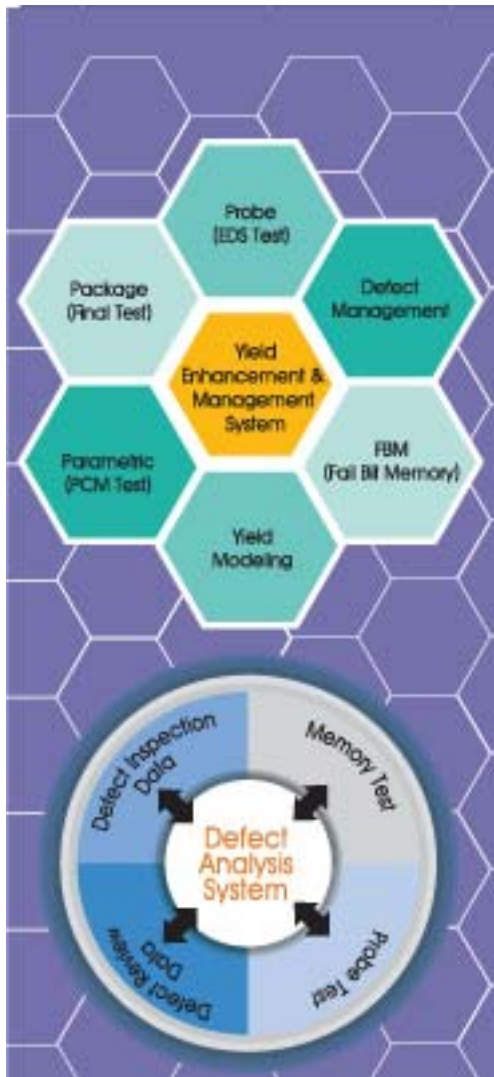 Probe
(EDS Test)
Package
(Final Test)
Defect
Management
Yield
Enhancement &
Management
System
Parametric
(PCM Test)
FBM
(Fail Bill Memory)
Yield
Modeling
Defect Inspection
Data
Memory Test
Defect
Analysis
System
Defect Review
Data
Probe Test